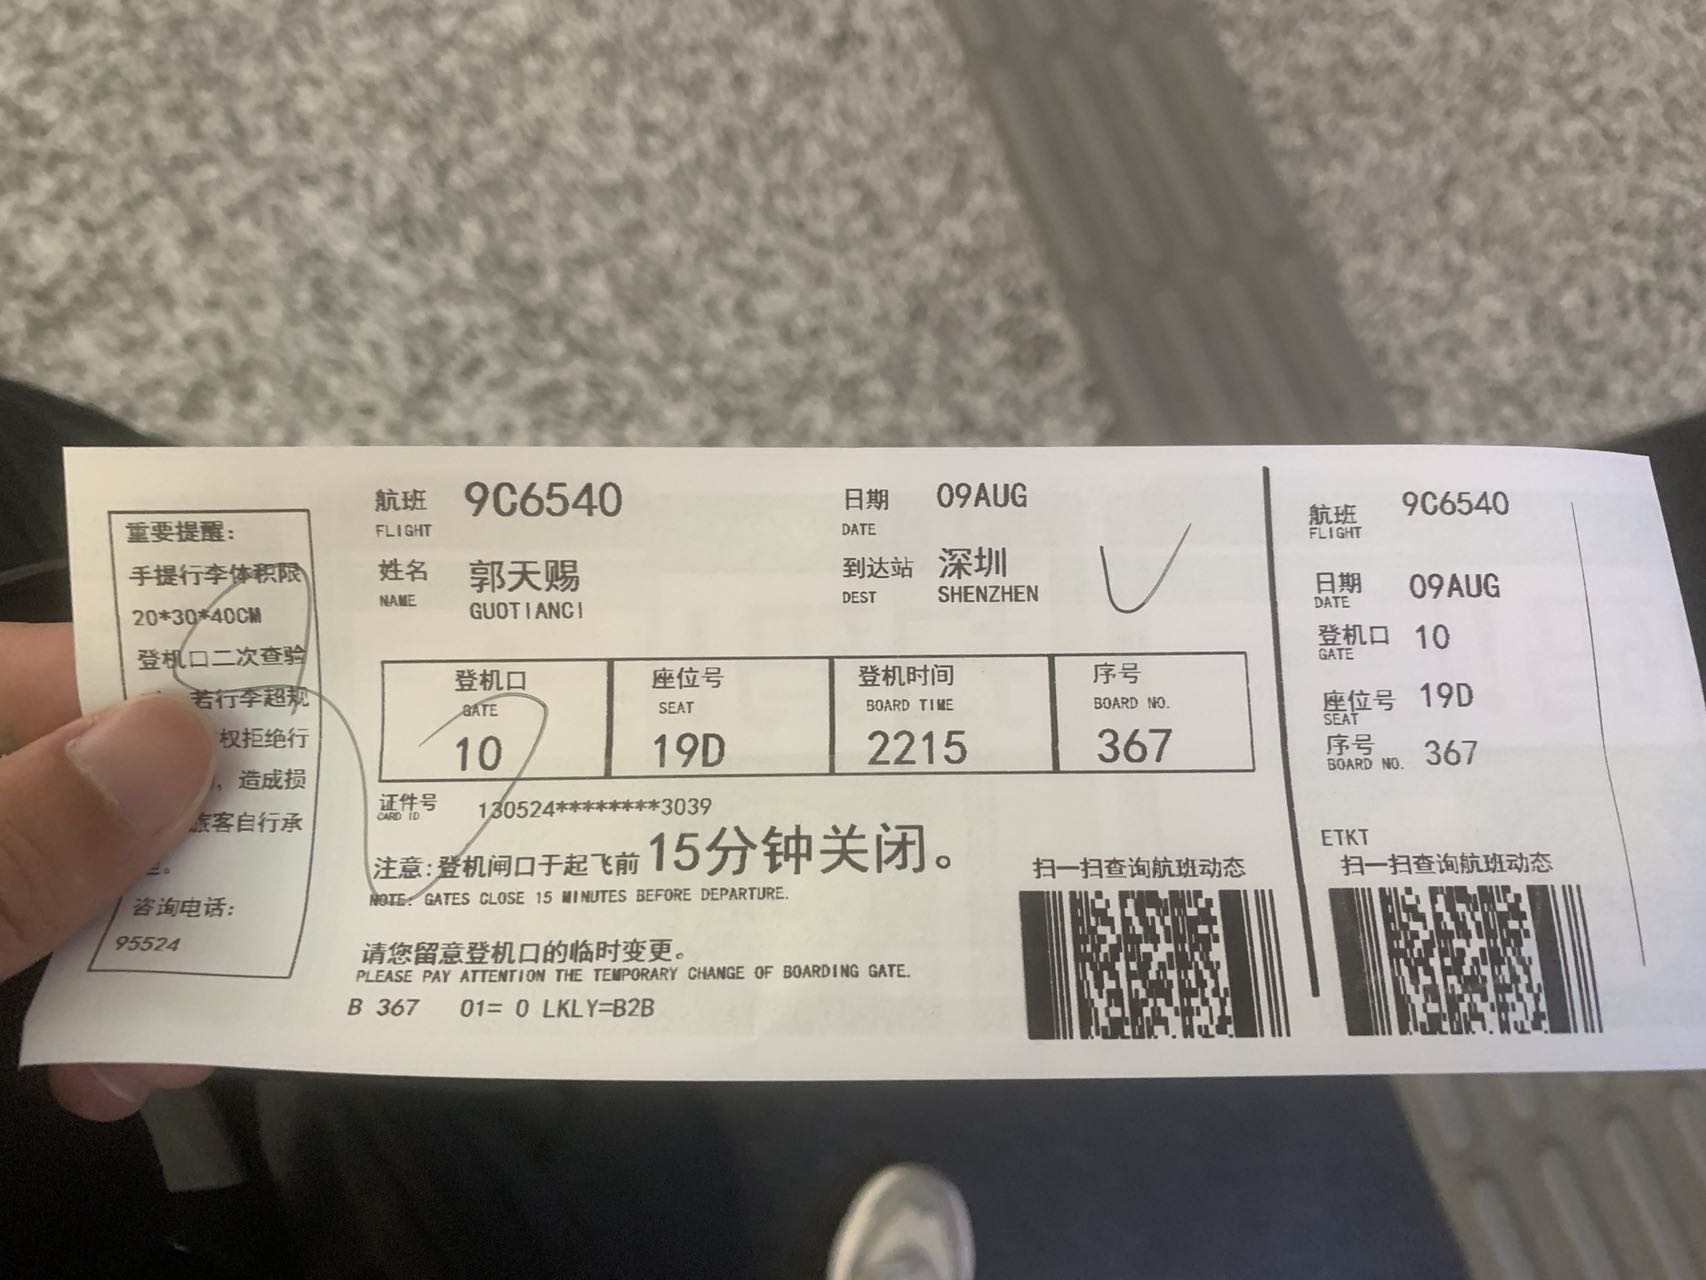 重要提醒：
手提行李体积限
20*30*40CM
登机口二次查验
若行李超规
权拒绝行
，造成损
旅客自行承
咨询电话：
95524
航班 9C6540
FLIGHT
日期 09AUG
DATE
姓名 郭天赐
NAME GUOTIANCI
到达站 深圳
DEST SHENZHEN
登机口 座位号 登机时间 序号
GATE SEAT BOARD TIME BOARD NO.
10 19D 2215 367
证件号 130524********3039
CARD ID
注意：登机闸口于起飞前 15分钟关闭。
NOTE: GATES CLOSE 15 MINUTES BEFORE DEPARTURE.
请您留意登机口的临时变更。
PLEASE PAY ATTENTION THE TEMPORARY CHANGE OF BOARDING GATE.
B 367 01= 0 LKLY=B2B
扫一扫查询航班动态
航班 9C6540
FLIGHT
日期 09AUG
DATE
登机口 10
GATE
座位号 19D
SEAT
序号 367
BOARD NO.
ETKT
扫一扫查询航班动态